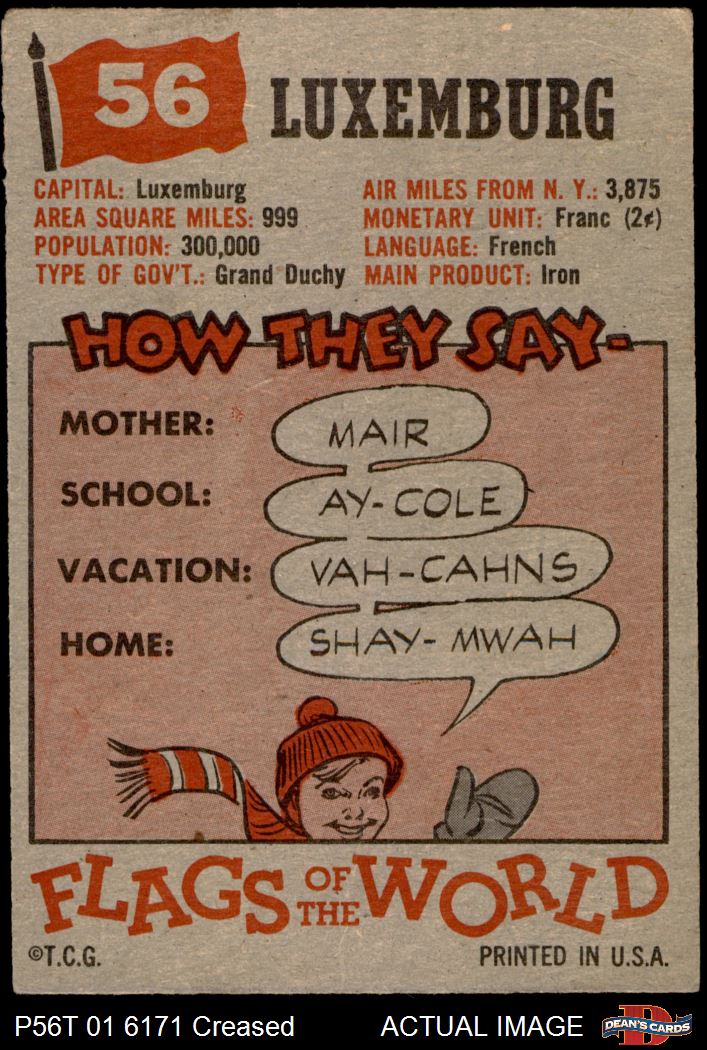 56 LUXEMBURG
CAPITAL: Luxemburg AIR MILES FROM N. Y.: 3,875
AREA SQUARE MILES: 999 MONETARY UNIT: Franc (2¢)
POPULATION: 300,000 LANGUAGE: French
TYPE OF GOV'T.: Grand Duchy MAIN PRODUCT: Iron
HOW THEY SAY-
MOTHER: MAIR
SCHOOL: AY-COLE
VACATION: VAH-CAHNS
HOME: SHAY-MWAH
FLAGS OF THE WORLD
©T.C.G. PRINTED IN U.S.A.
P56T 01 6171 Creased ACTUAL IMAGE D DEAN'S CARDS